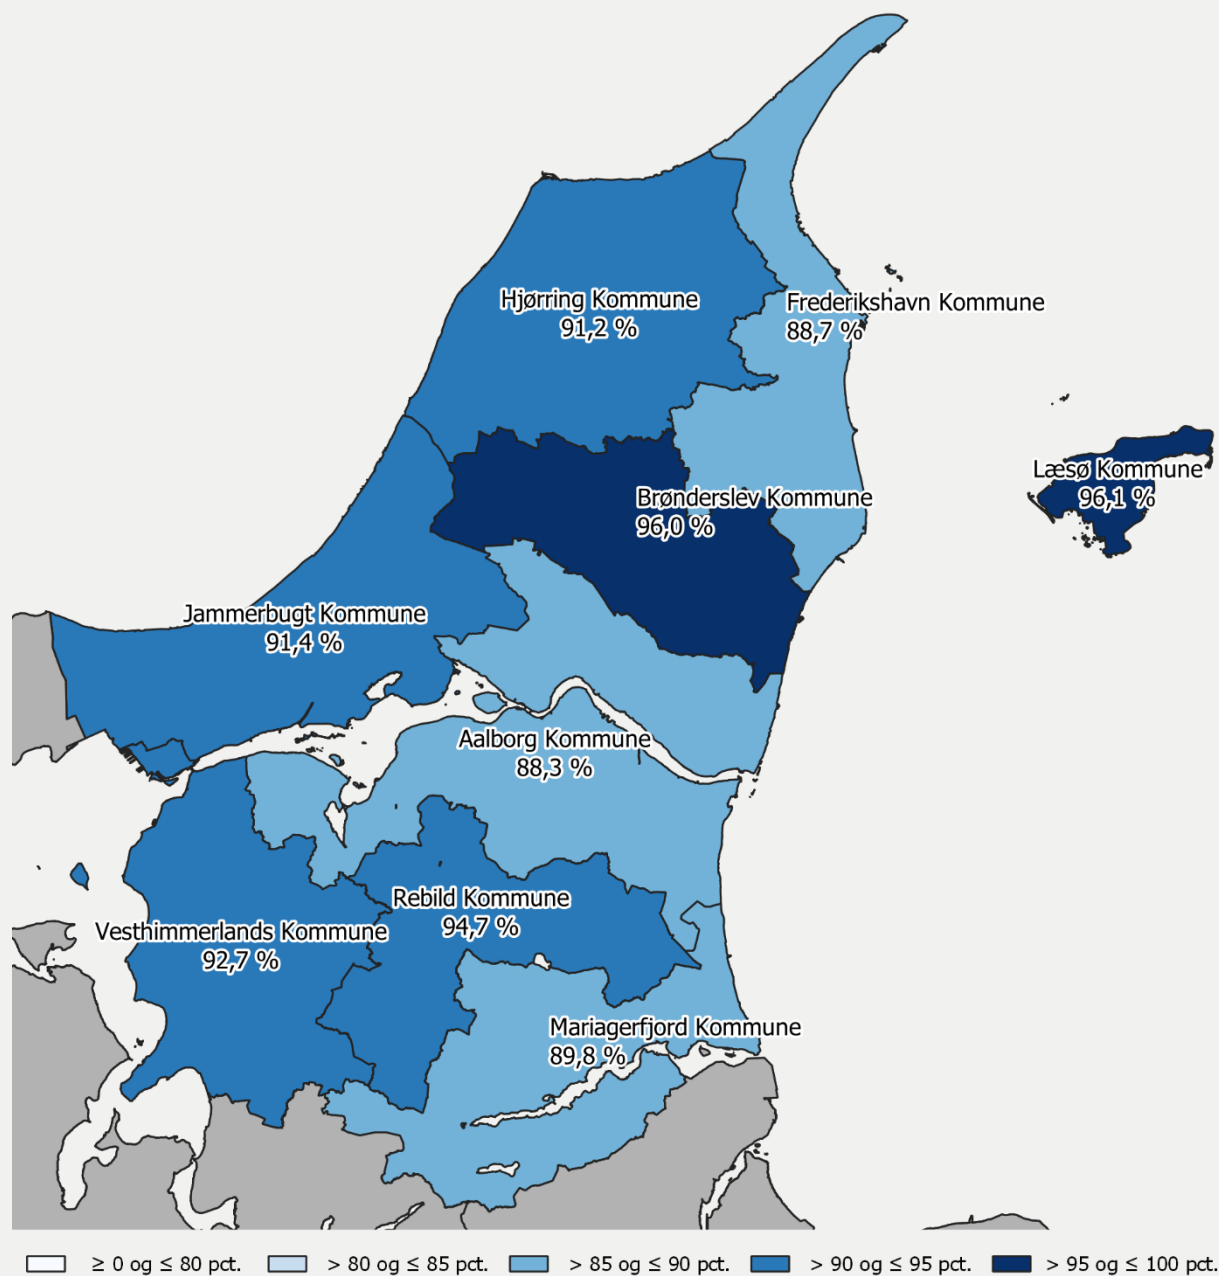 Hjørring Kommune
91,2 %
Frederikshavn Kommune
88,7 %
Læsø Kommune
96,1 %
Brønderslev Kommune
96,0 %
Jammerbugt Kommune
91,4 %
Aalborg Kommune
88,3 %
Rebild Kommune
94,7 %
Vesthimmerlands Kommune
92,7 %
Mariagerfjord Kommune
89,8 %
≥ 0 og ≤ 80 pct. > 80 og ≤ 85 pct. > 85 og ≤ 90 pct. > 90 og ≤ 95 pct. > 95 og ≤ 100 pct.